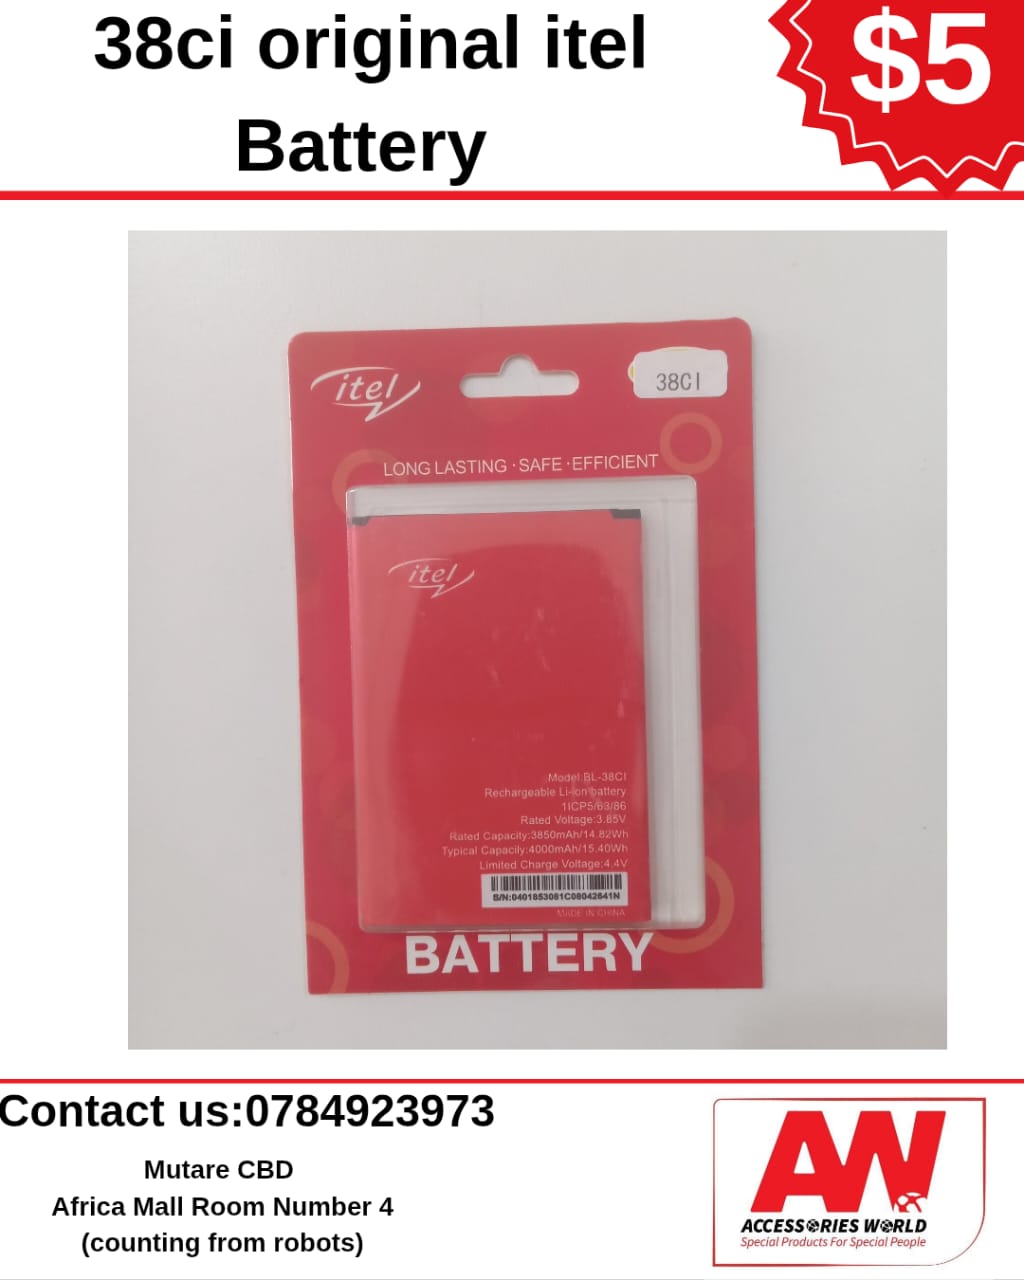 38ci original itel
Battery
$5
itel
38CI
LONG LASTING · SAFE · EFFICIENT
itel
Model:BL-38CI
Rechargeable Li-ion battery
1ICP5/63/86
Rated Voltage:3.85V
Rated Capacity:3850mAh/14.82Wh
Typical Capacity:4000mAh/15.40Wh
Limited Charge Voltage:4.4V
S/N:0401853081C08042641N
MADE IN CHINA
BATTERY
Contact us:0784923973
Mutare CBD
Africa Mall Room Number 4
(counting from robots)
AW
ACCESSORIES WORLD
Special Products For Special People